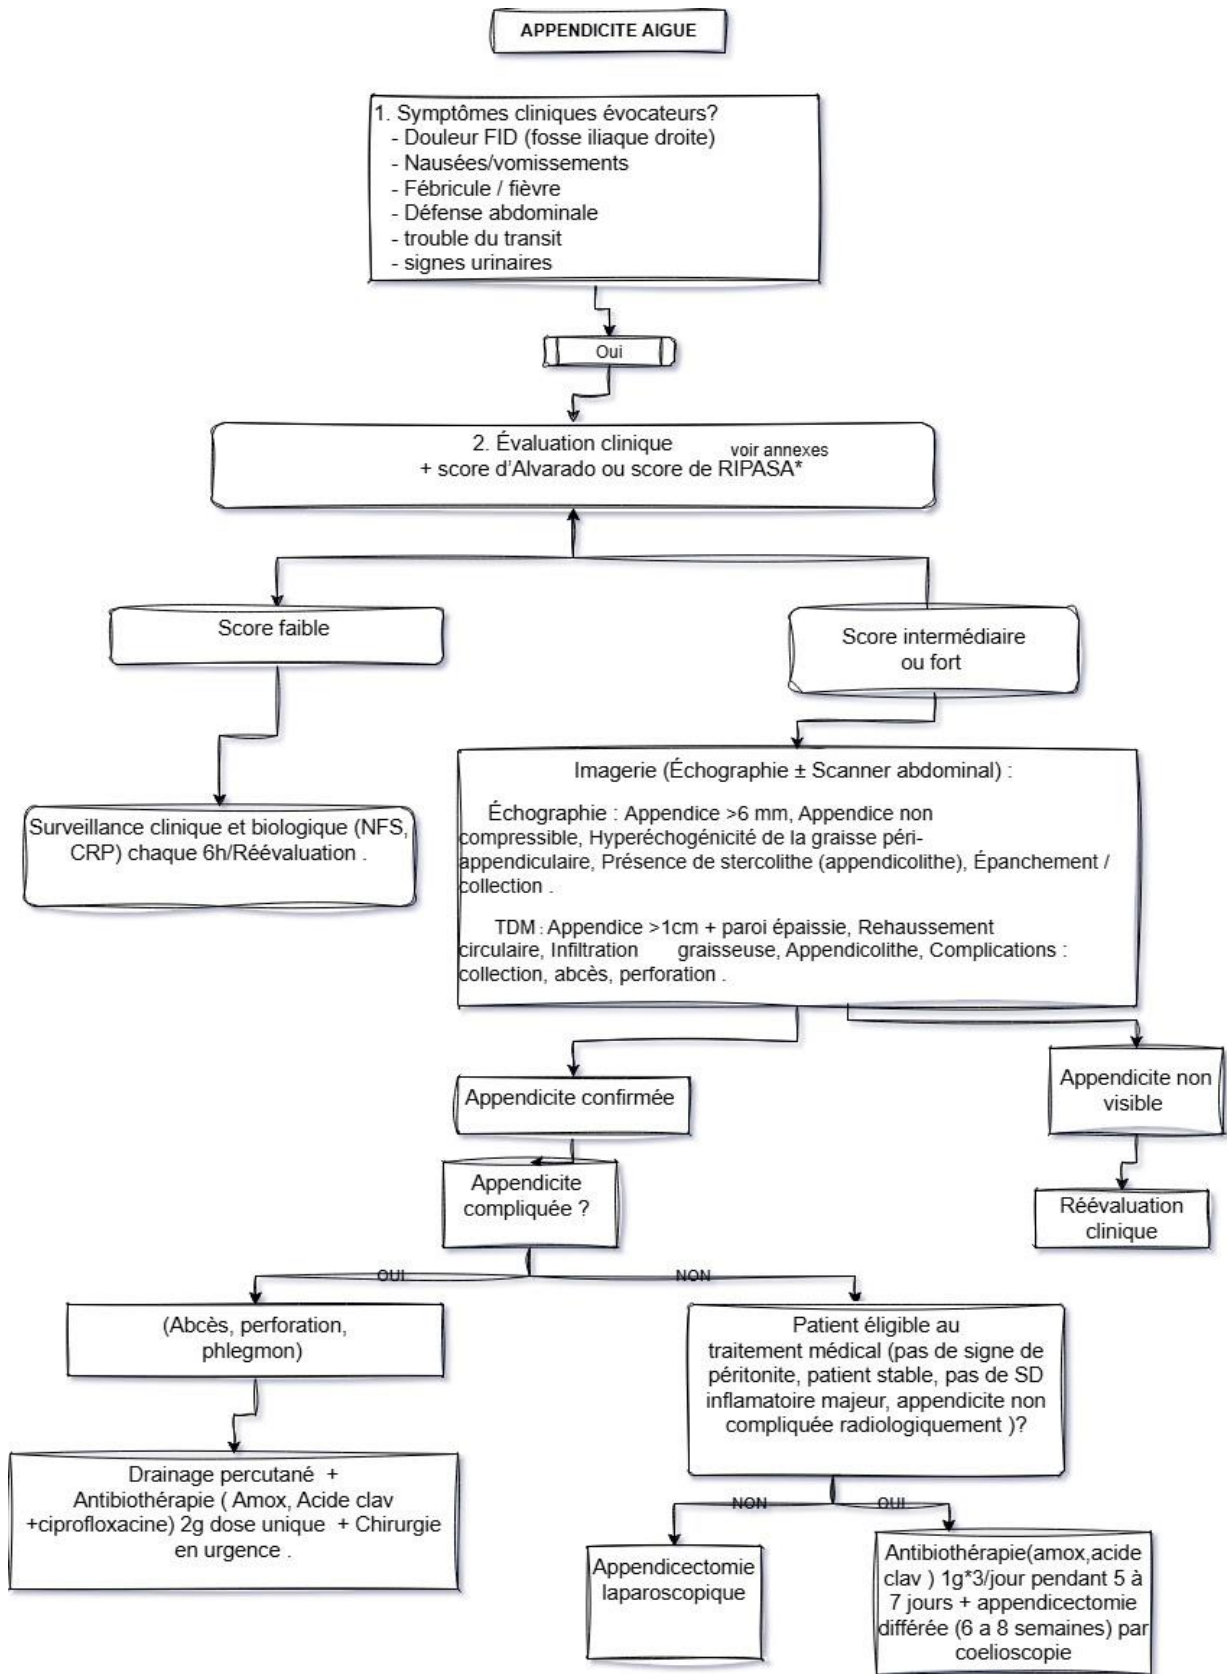 APPENDICITE AIGUE
1. Symptômes cliniques évocateurs?
- Douleur FID (fosse iliaque droite)
- Nausées/vomissements
- Fébricule / fièvre
- Défense abdominale
- trouble du transit
- signes urinaires
Oui
2. Évaluation clinique
voir annexes
+ score d'Alvarado ou score de RIPASA*
Score faible
Score intermédiaire
ou fort
Surveillance clinique et biologique (NFS,
CRP) chaque 6h/Réévaluation .
Imagerie (Échographie ± Scanner abdominal) :
Échographie : Appendice >6 mm, Appendice non
compressible, Hyperéchogénicité de la graisse péri-
appendiculaire, Présence de stercolithe (appendicolithe), Épanchement /
collection .
TDM : Appendice >1cm + paroi épaissie, Rehaussement
circulaire, Infiltration graisseuse, Appendicolithe, Complications :
collection, abcès, perforation .
Appendicite confirmée
Appendicite non
visible
Appendicite
compliquée ?
Réévaluation
clinique
OUI
NON
(Abcès, perforation,
phlegmon)
Patient éligible au
traitement médical (pas de signe de
péritonite, patient stable, pas de SD
inflamatoire majeur, appendicite non
compliquée radiologiquement )?
Drainage percutané +
Antibiothérapie ( Amox, Acide clav
+ciprofloxacine) 2g dose unique + Chirurgie
en urgence .
NON
OUI
Appendicectomie
laparoscopique
Antibiothérapie(amox,acide
clav ) 1g*3/jour pendant 5 à
7 jours + appendicectomie
différée (6 a 8 semaines) par
coelioscopie